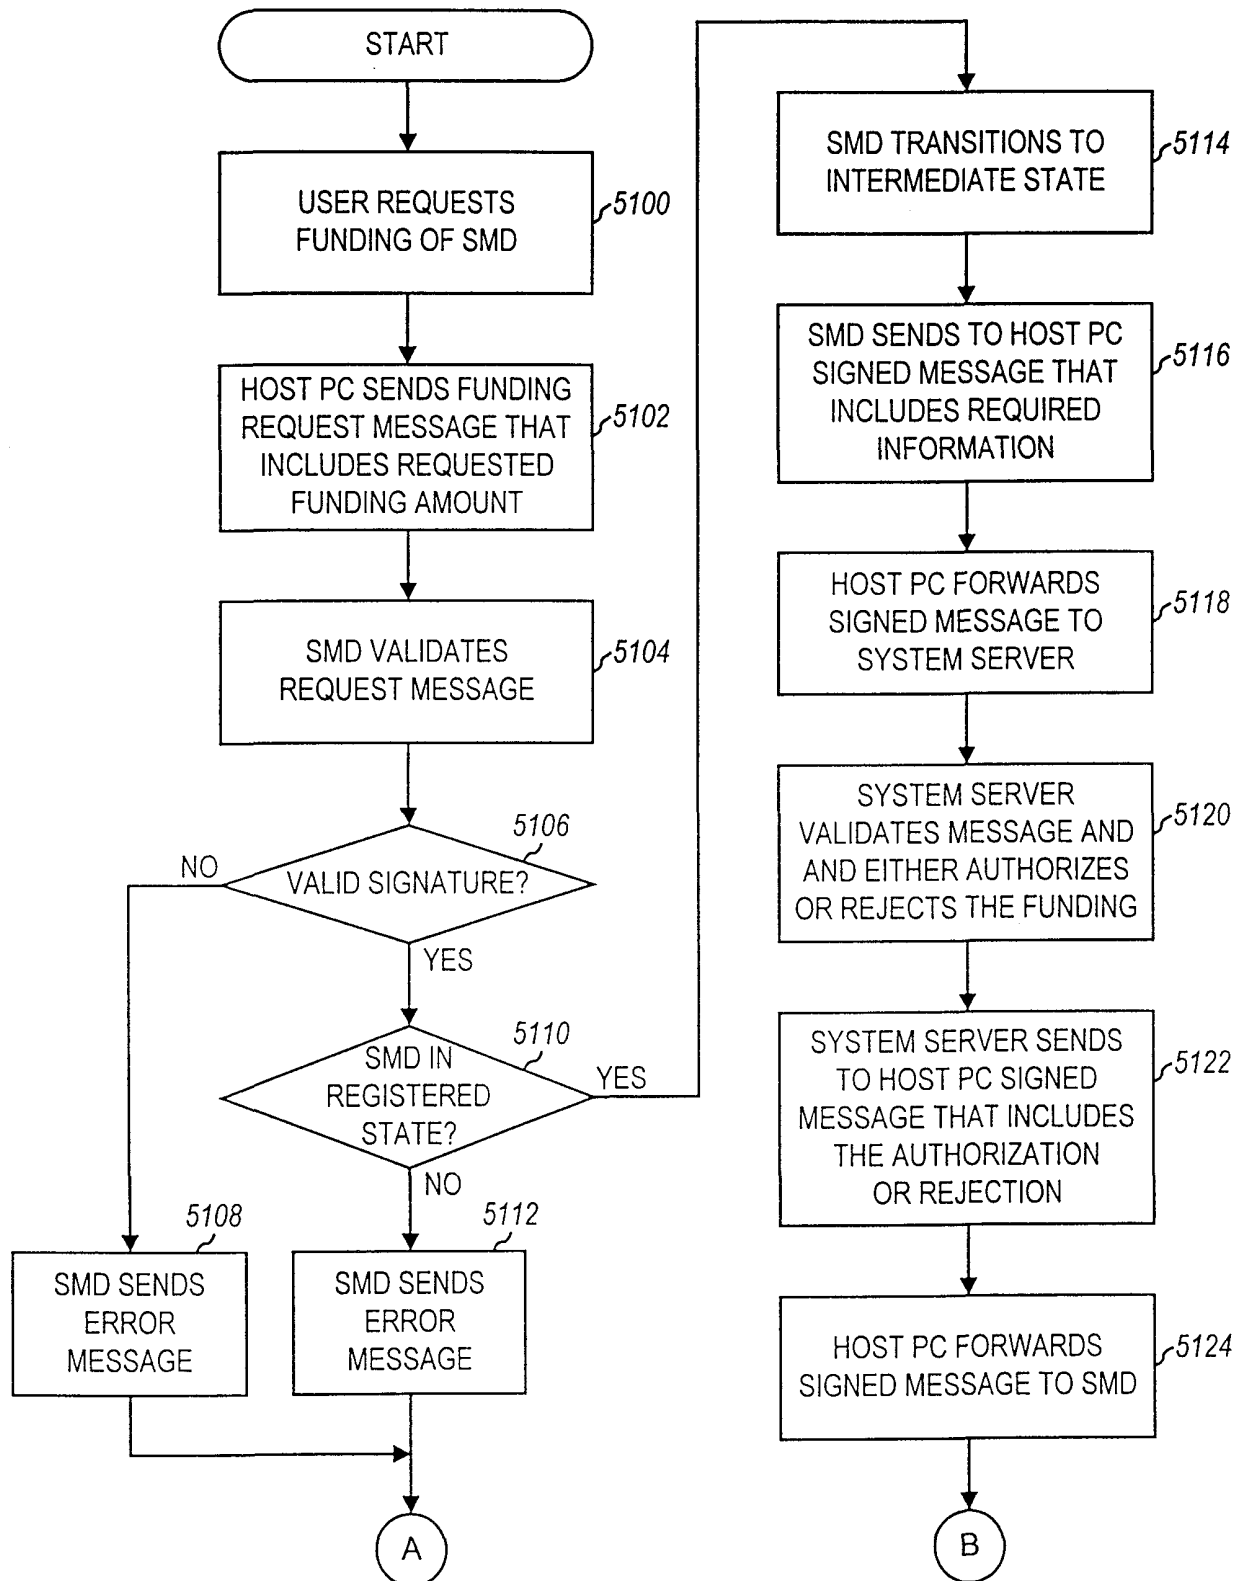 START
USER REQUESTS
FUNDING OF SMD
5100
HOST PC SENDS FUNDING
REQUEST MESSAGE THAT
INCLUDES REQUESTED
FUNDING AMOUNT
5102
SMD VALIDATES
REQUEST MESSAGE
5104
5106
NO
VALID SIGNATURE?
YES
5110
SMD IN
REGISTERED
STATE?
YES
NO
5108
SMD SENDS
ERROR
MESSAGE
5112
SMD SENDS
ERROR
MESSAGE
A
SMD TRANSITIONS TO
INTERMEDIATE STATE
5114
SMD SENDS TO HOST PC
SIGNED MESSAGE THAT
INCLUDES REQUIRED
INFORMATION
5116
HOST PC FORWARDS
SIGNED MESSAGE TO
SYSTEM SERVER
5118
SYSTEM SERVER
VALIDATES MESSAGE AND
AND EITHER AUTHORIZES
OR REJECTS THE FUNDING
5120
SYSTEM SERVER SENDS
TO HOST PC SIGNED
MESSAGE THAT INCLUDES
THE AUTHORIZATION
OR REJECTION
5122
HOST PC FORWARDS
SIGNED MESSAGE TO SMD
5124
B